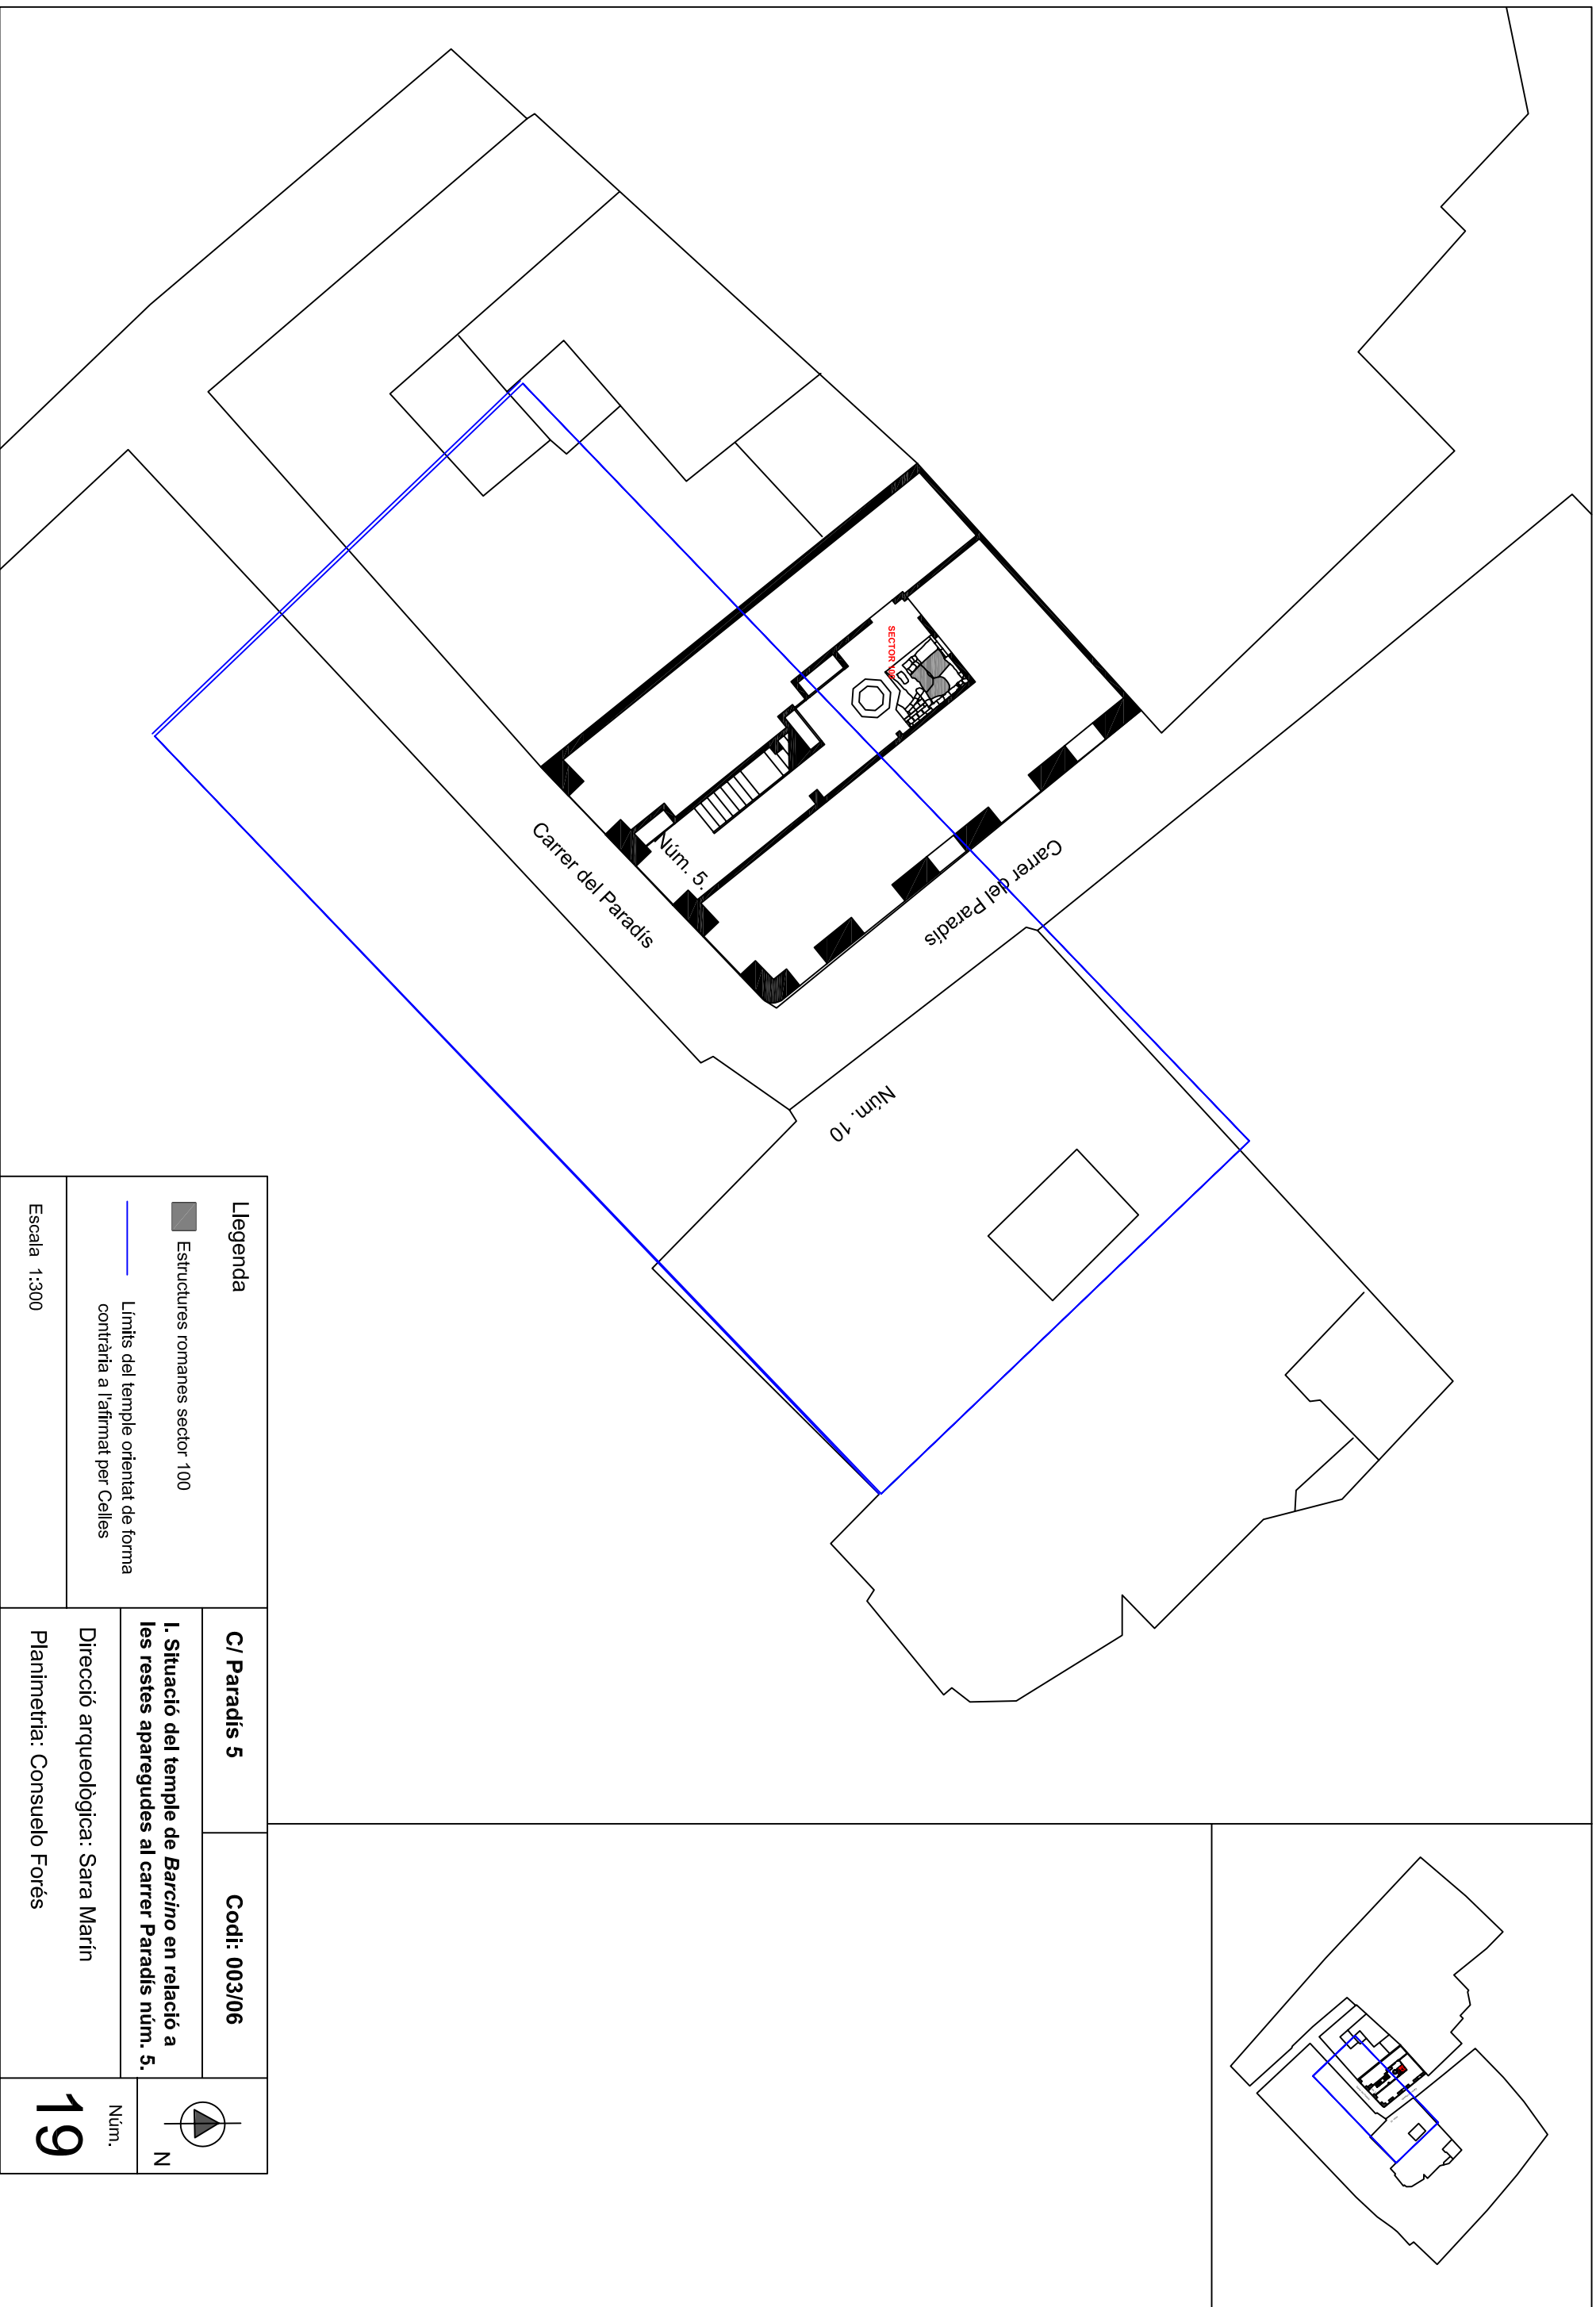 SECTOR 100
Núm. 5.
Carrer del Paradís
Carrer del Paradís
Núm. 10
Llegenda
Estructures romanes sector 100
Límits del temple orientat de forma
contrària a l'afirmat per Celles
Escala 1:300
C/ Paradís 5
Codi: 003/06
I. Situació del temple de Barcino en relació a
les restes aparegudes al carrer Paradís núm. 5.
Direcció arqueològica: Sara Marín
Planimetria: Consuelo Forés
N
Núm.
19